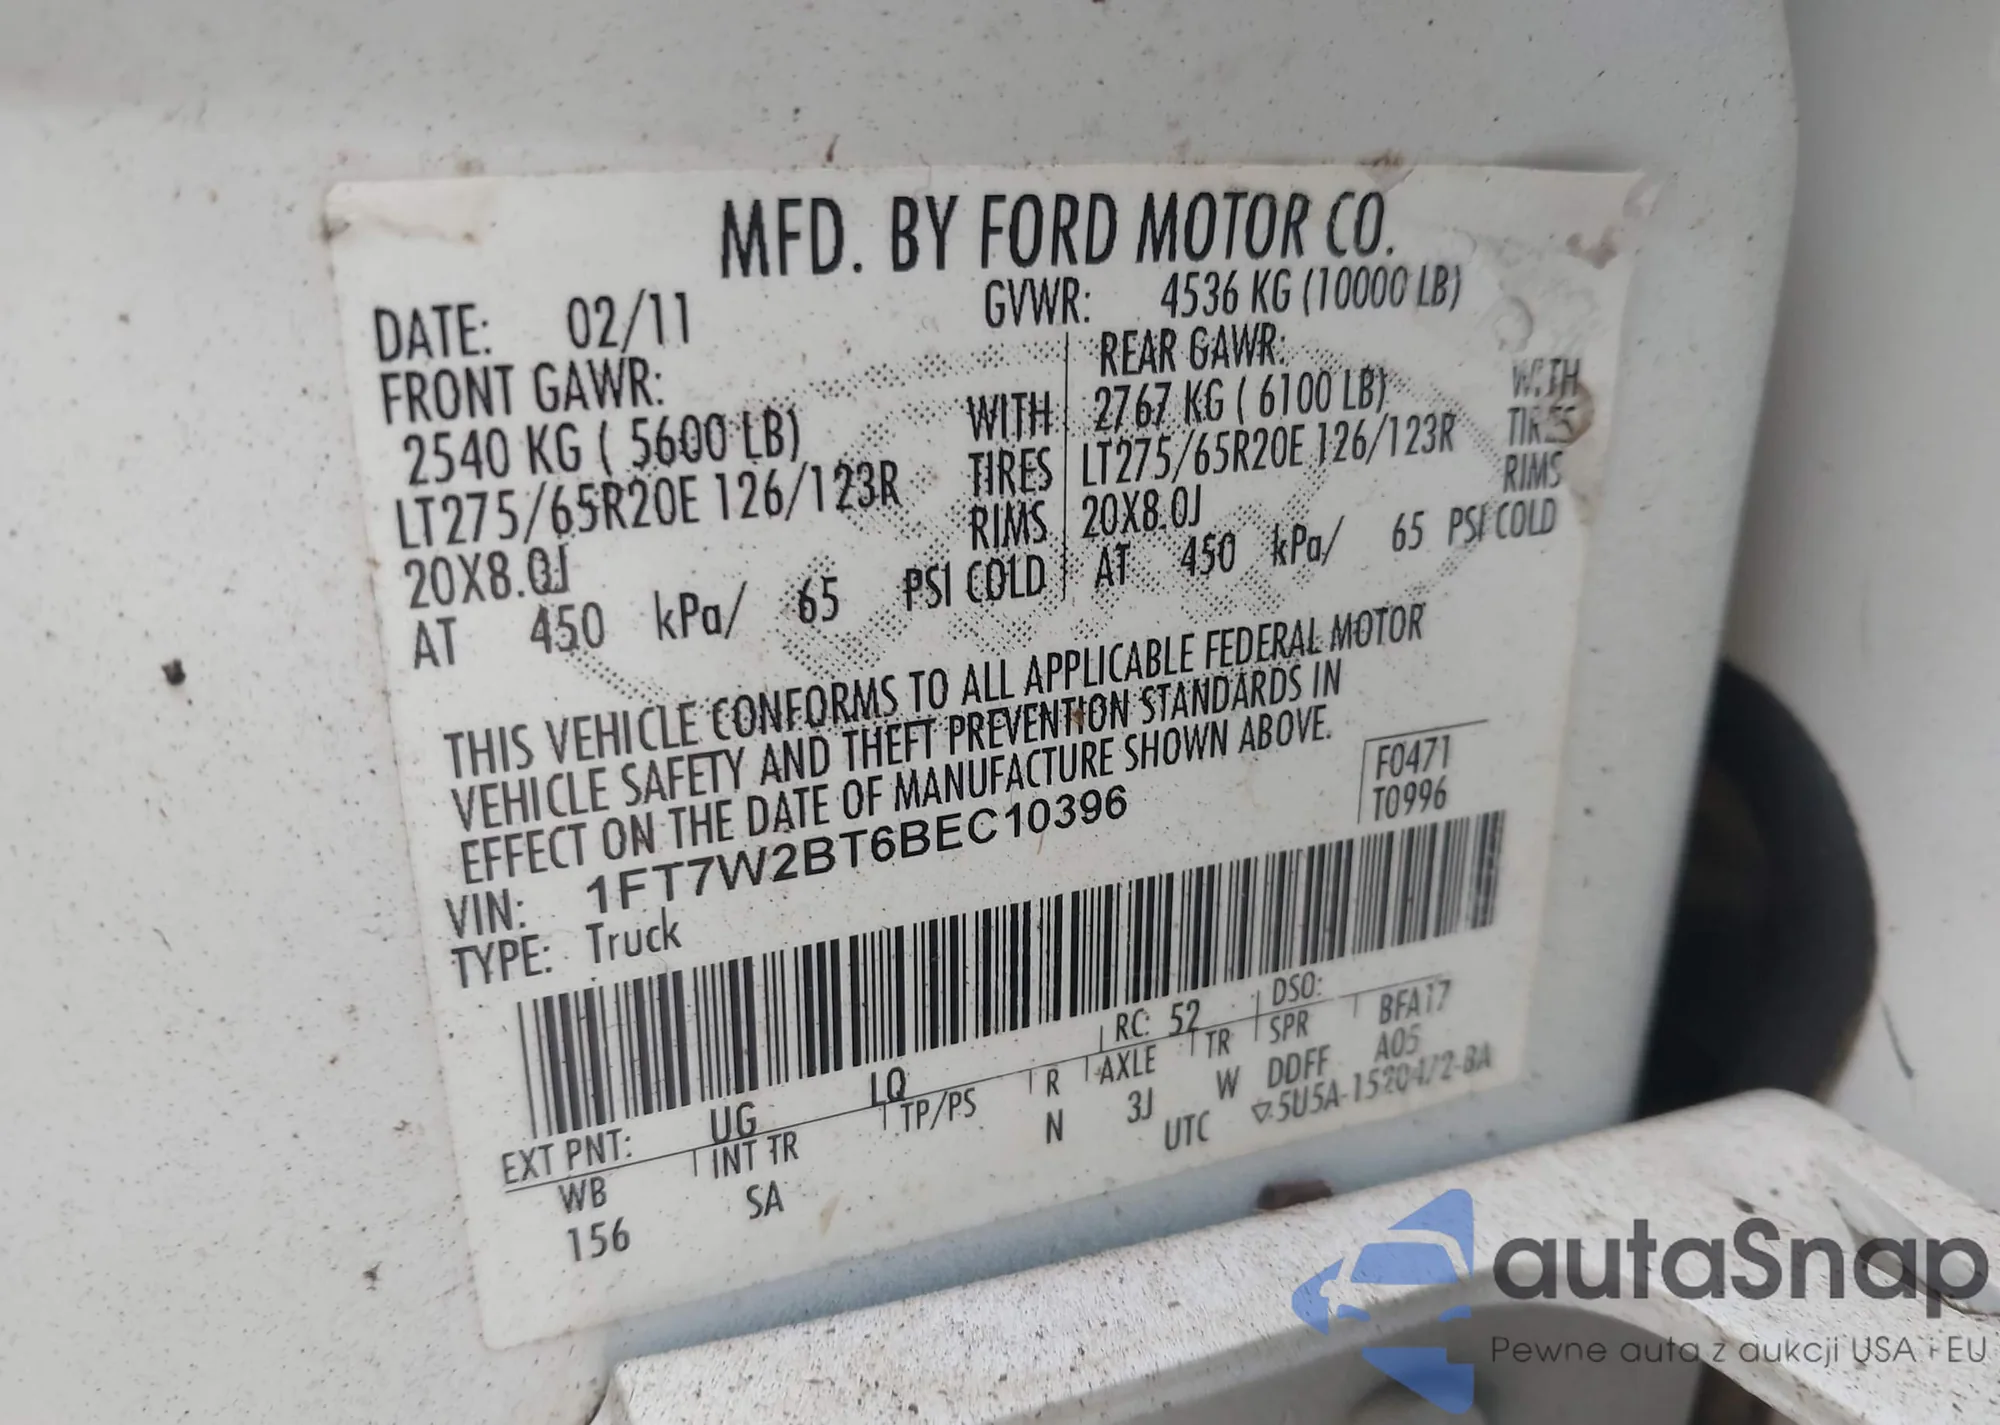 MFD. BY FORD MOTOR CO.
DATE: 02/11 GVWR: 4536 KG (10000 LB)
FRONT GAWR: REAR GAWR:
2540 KG ( 5600 LB) WITH 2767 KG ( 6100 LB) WITH
LT275/65R20E 126/123R TIRES LT275/65R20E 126/123R TIRES
20X8.0J RIMS 20X8.0J RIMS
AT 450 kPa/ 65 PSI COLD AT 450 kPa/ 65 PSI COLD
THIS VEHICLE CONFORMS TO ALL APPLICABLE FEDERAL MOTOR
VEHICLE SAFETY AND THEFT PREVENTION STANDARDS IN
EFFECT ON THE DATE OF MANUFACTURE SHOWN ABOVE.
F0471
T0996
VIN: 1FT7W2BT6BEC10396
TYPE: Truck
EXT PNT: UG LQ RC: 52 DSO:
WB INT TR TP/PS R AXLE TR SPR BFA17
156 SA N 3J W DDFF A05
UTC 5U5A-1520472-BA
autaSnap
Pewne auta z aukcji USA i EU